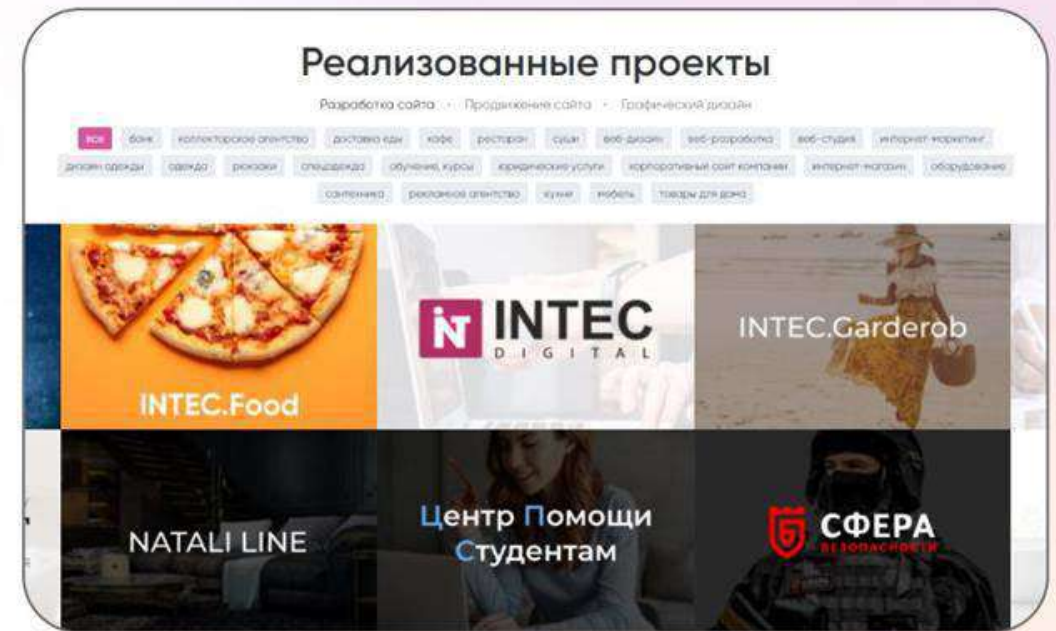 Реализованные проекты
Разработка сайта • Продвижение сайта • Графический дизайн
все банк коллекторское агентство доставка еды кафе ресторан суши веб-дизайн веб-разработка веб-студия интернет-маркетинг
дизайн одежды одежда рюкзаки спецодежда обучение, курсы юридические услуги корпоративный сайт компании интернет-магазин оборудование
сантехника рекламное агентство кухни мебель товары для дома
INTEC.Food
iNT INTEC
DIGITAL
INTEC.Garderob
NATALI LINE
Центр Помощи
Студентам
СФЕРА
БЕЗОПАСНОСТИ